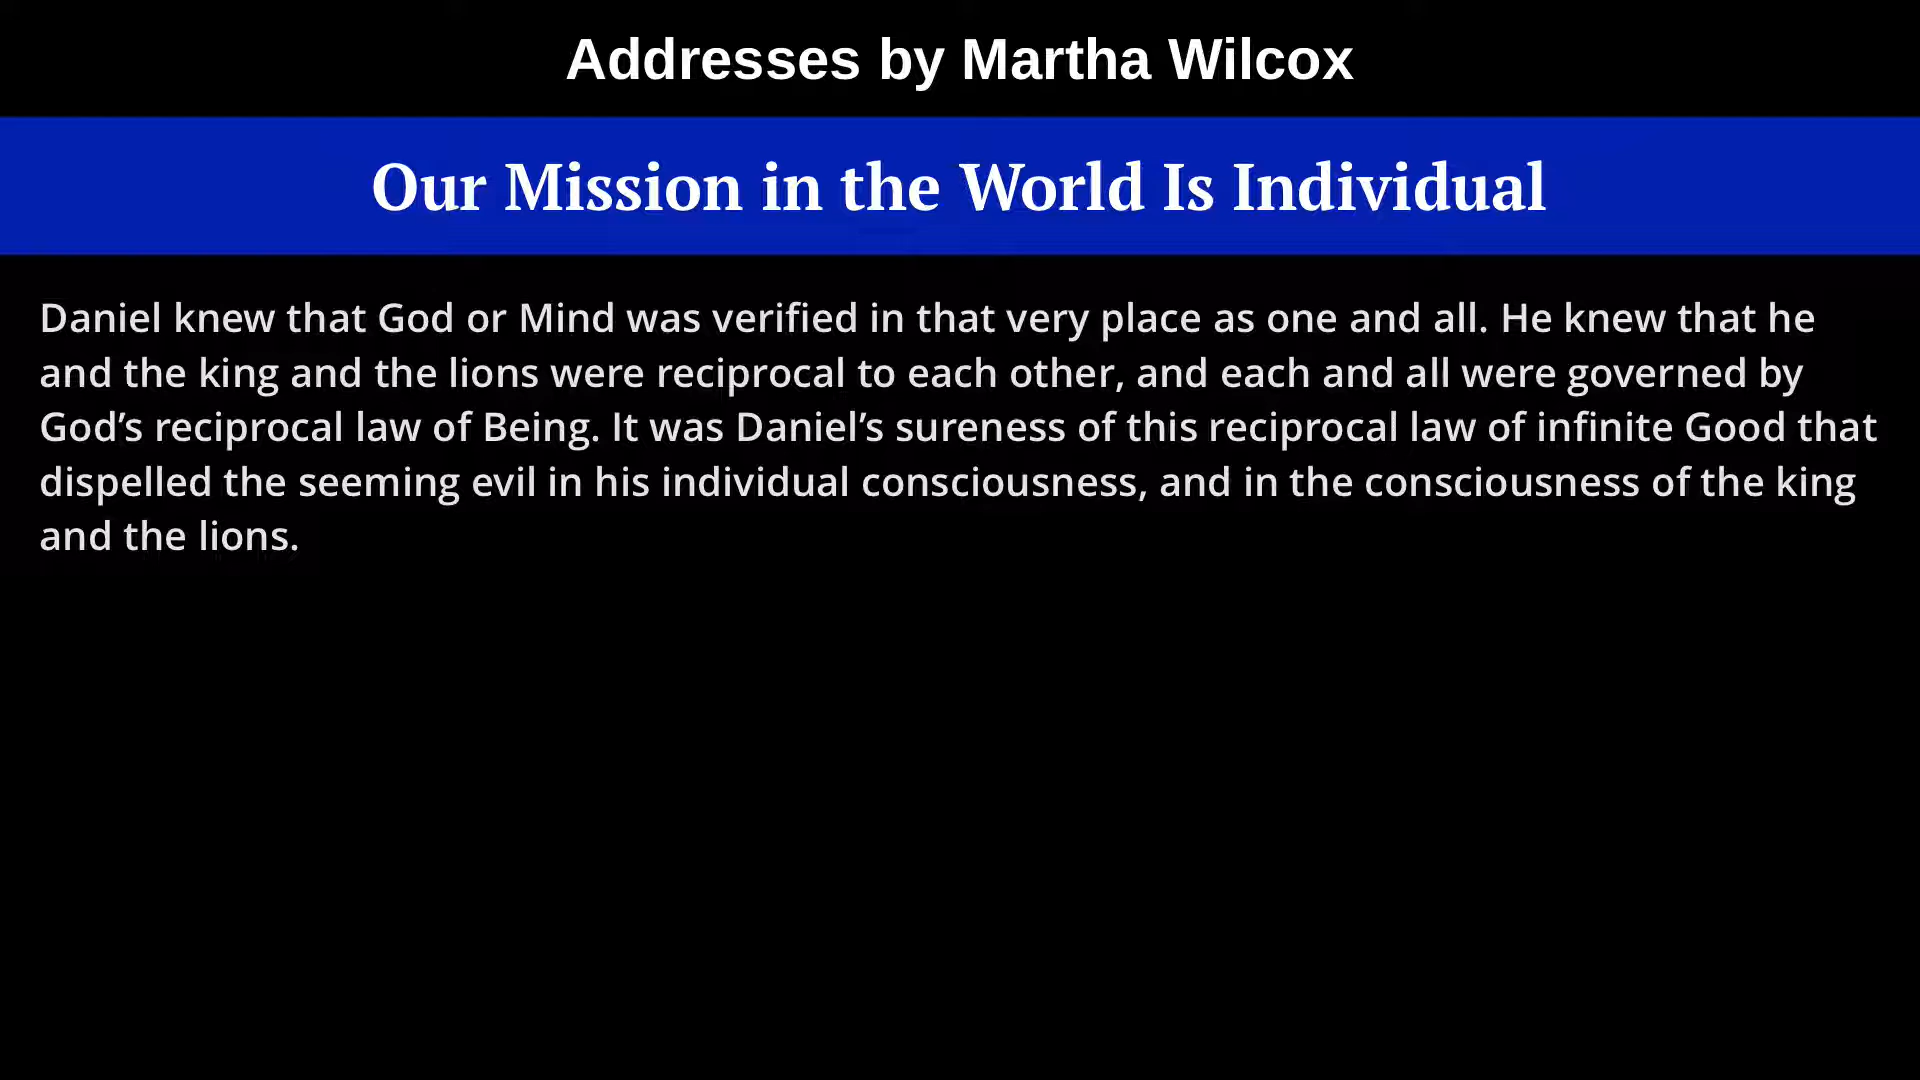 Addresses by Martha Wilcox
Our Mission in the World Is Individual
Daniel knew that God or Mind was verified in that very place as one and all. He knew that he
and the king and the lions were reciprocal to each other, and each and all were governed by
God’s reciprocal law of Being. It was Daniel’s sureness of this reciprocal law of infinite Good that
dispelled the seeming evil in his individual consciousness, and in the consciousness of the king
and the lions.